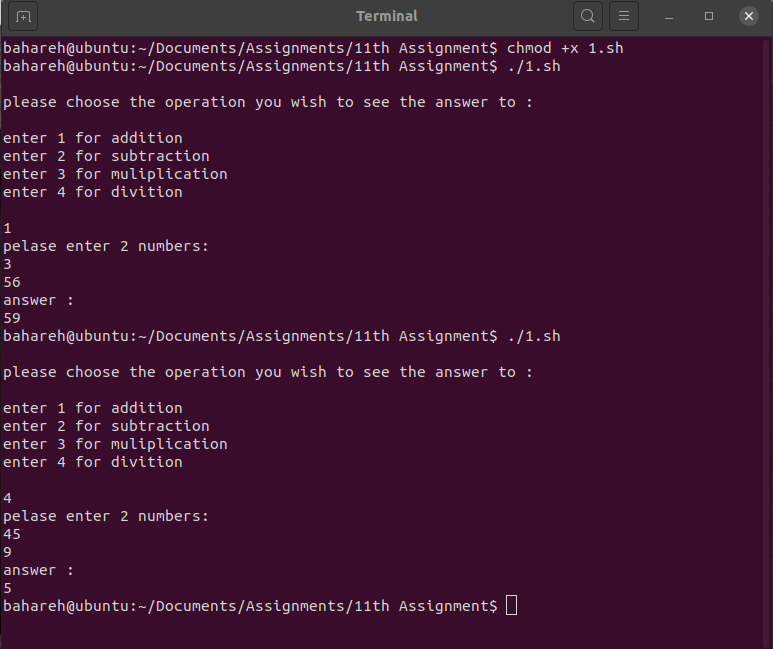 Terminal
bahareh@ubuntu:~/Documents/Assignments/11th Assignment$ chmod +x 1.sh
bahareh@ubuntu:~/Documents/Assignments/11th Assignment$ ./1.sh
please choose the operation you wish to see the answer to :
enter 1 for addition
enter 2 for subtraction
enter 3 for muliplication
enter 4 for divition
1
pelase enter 2 numbers:
3
56
answer :
59
bahareh@ubuntu:~/Documents/Assignments/11th Assignment$ ./1.sh
please choose the operation you wish to see the answer to :
enter 1 for addition
enter 2 for subtraction
enter 3 for muliplication
enter 4 for divition
4
pelase enter 2 numbers:
45
9
answer :
5
bahareh@ubuntu:~/Documents/Assignments/11th Assignment$